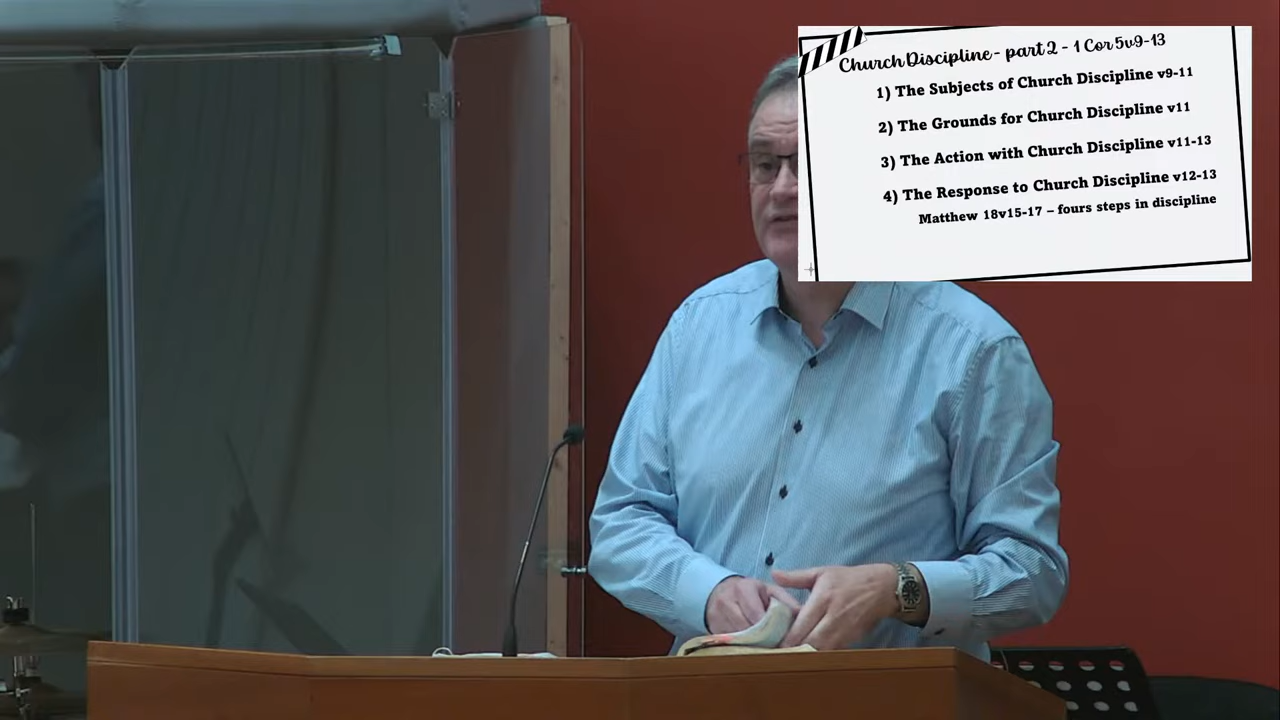 Church Discipline - part 2 - 1 Cor 5v9-13
1) The Subjects of Church Discipline v9-11
2) The Grounds for Church Discipline v11
3) The Action with Church Discipline v11-13
4) The Response to Church Discipline v12-13
Matthew 18v15-17 – fours steps in discipline